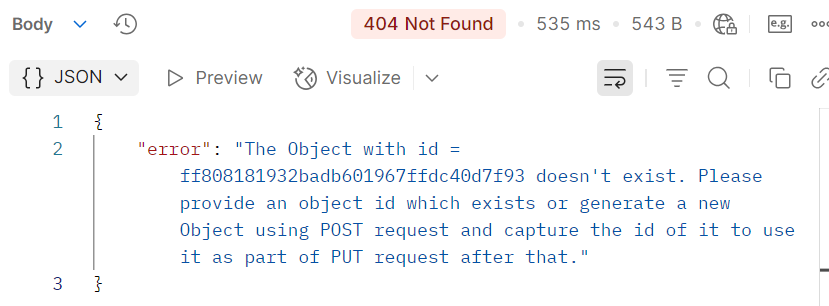 Body 404 Not Found 535 ms 543 B e.g.
{} JSON Preview Visualize
1 {
2 "error": "The Object with id =
ff808181932badb601967ffdc40d7f93 doesn't exist. Please
provide an object id which exists or generate a new
Object using POST request and capture the id of it to use
it as part of PUT request after that."
3 }